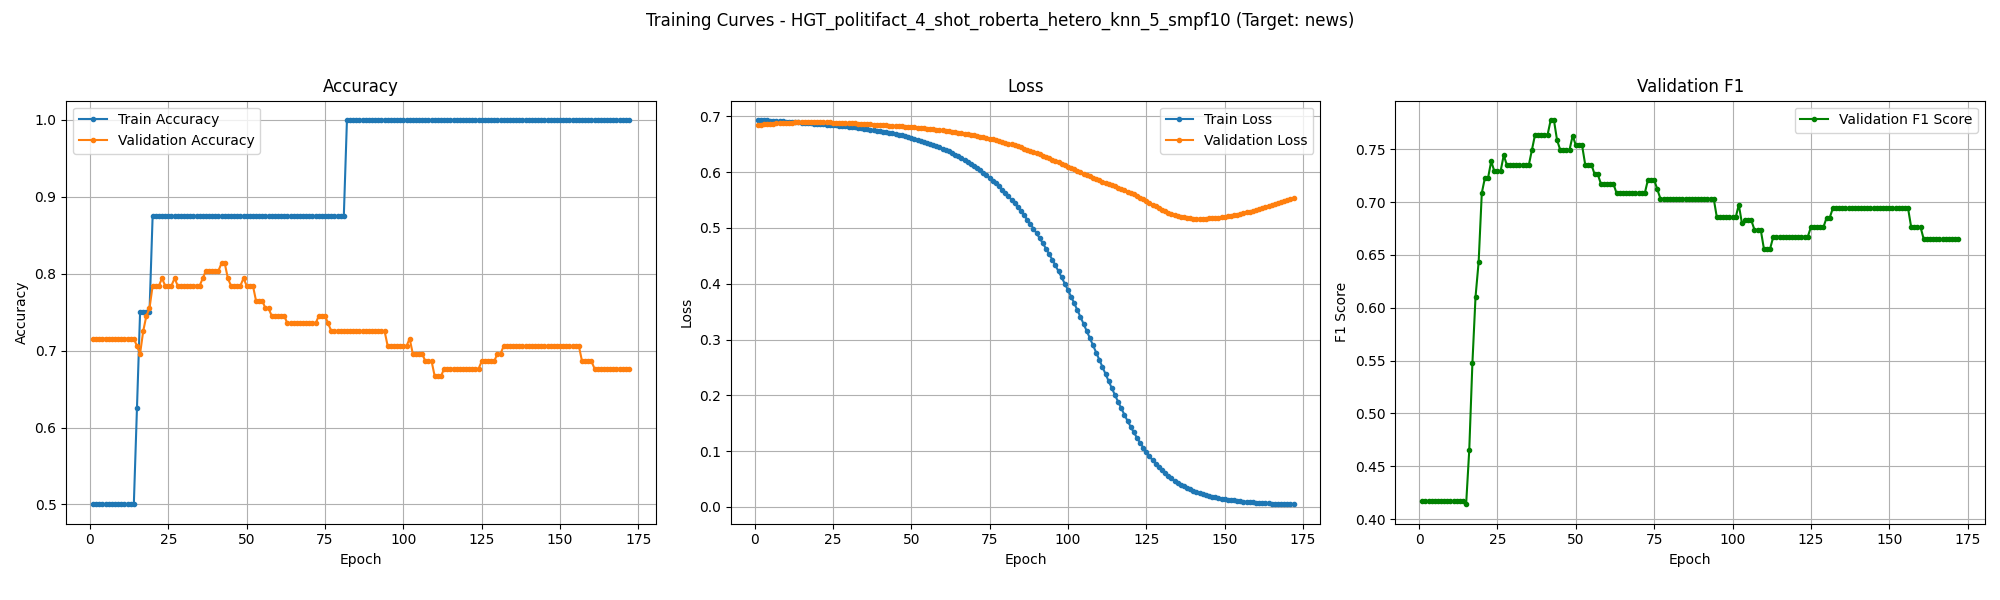 Training Curves - HGT_politifact_4_shot_roberta_hetero_knn_5_smpf10 (Target: news)
Accuracy
Train Accuracy
Validation Accuracy
1.0
0.9
0.8
0.7
0.6
0.5
Accuracy
0 25 50 75 100 125 150 175
Epoch
Loss
Train Loss
Validation Loss
0.7
0.6
0.5
0.4
0.3
0.2
0.1
0.0
Loss
0 25 50 75 100 125 150 175
Epoch
Validation F1
Validation F1 Score
0.75
0.70
0.65
0.60
0.55
0.50
0.45
0.40
F1 Score
0 25 50 75 100 125 150 175
Epoch